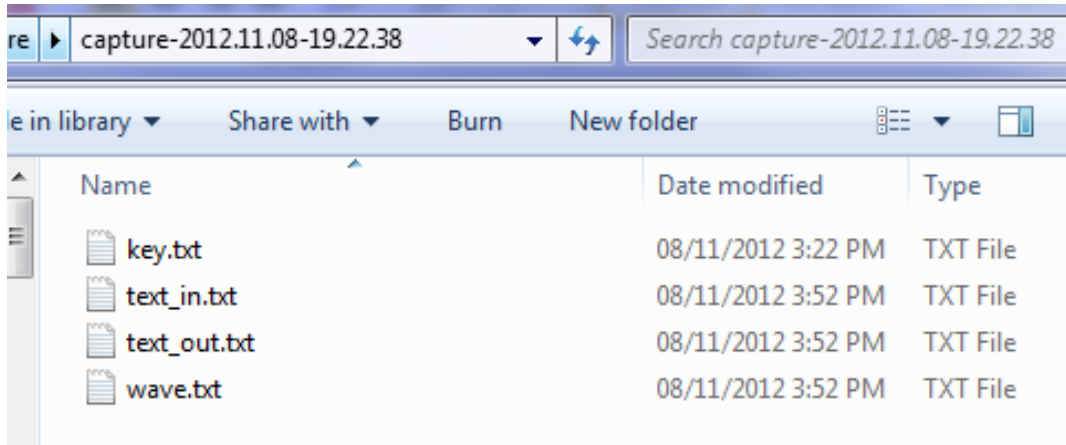 re capture-2012.11.08-19.22.38 Search capture-2012.11.08-19.22.38
e in library Share with Burn New folder
Name Date modified Type
key.txt 08/11/2012 3:22 PM TXT File
text_in.txt 08/11/2012 3:52 PM TXT File
text_out.txt 08/11/2012 3:52 PM TXT File
wave.txt 08/11/2012 3:52 PM TXT File